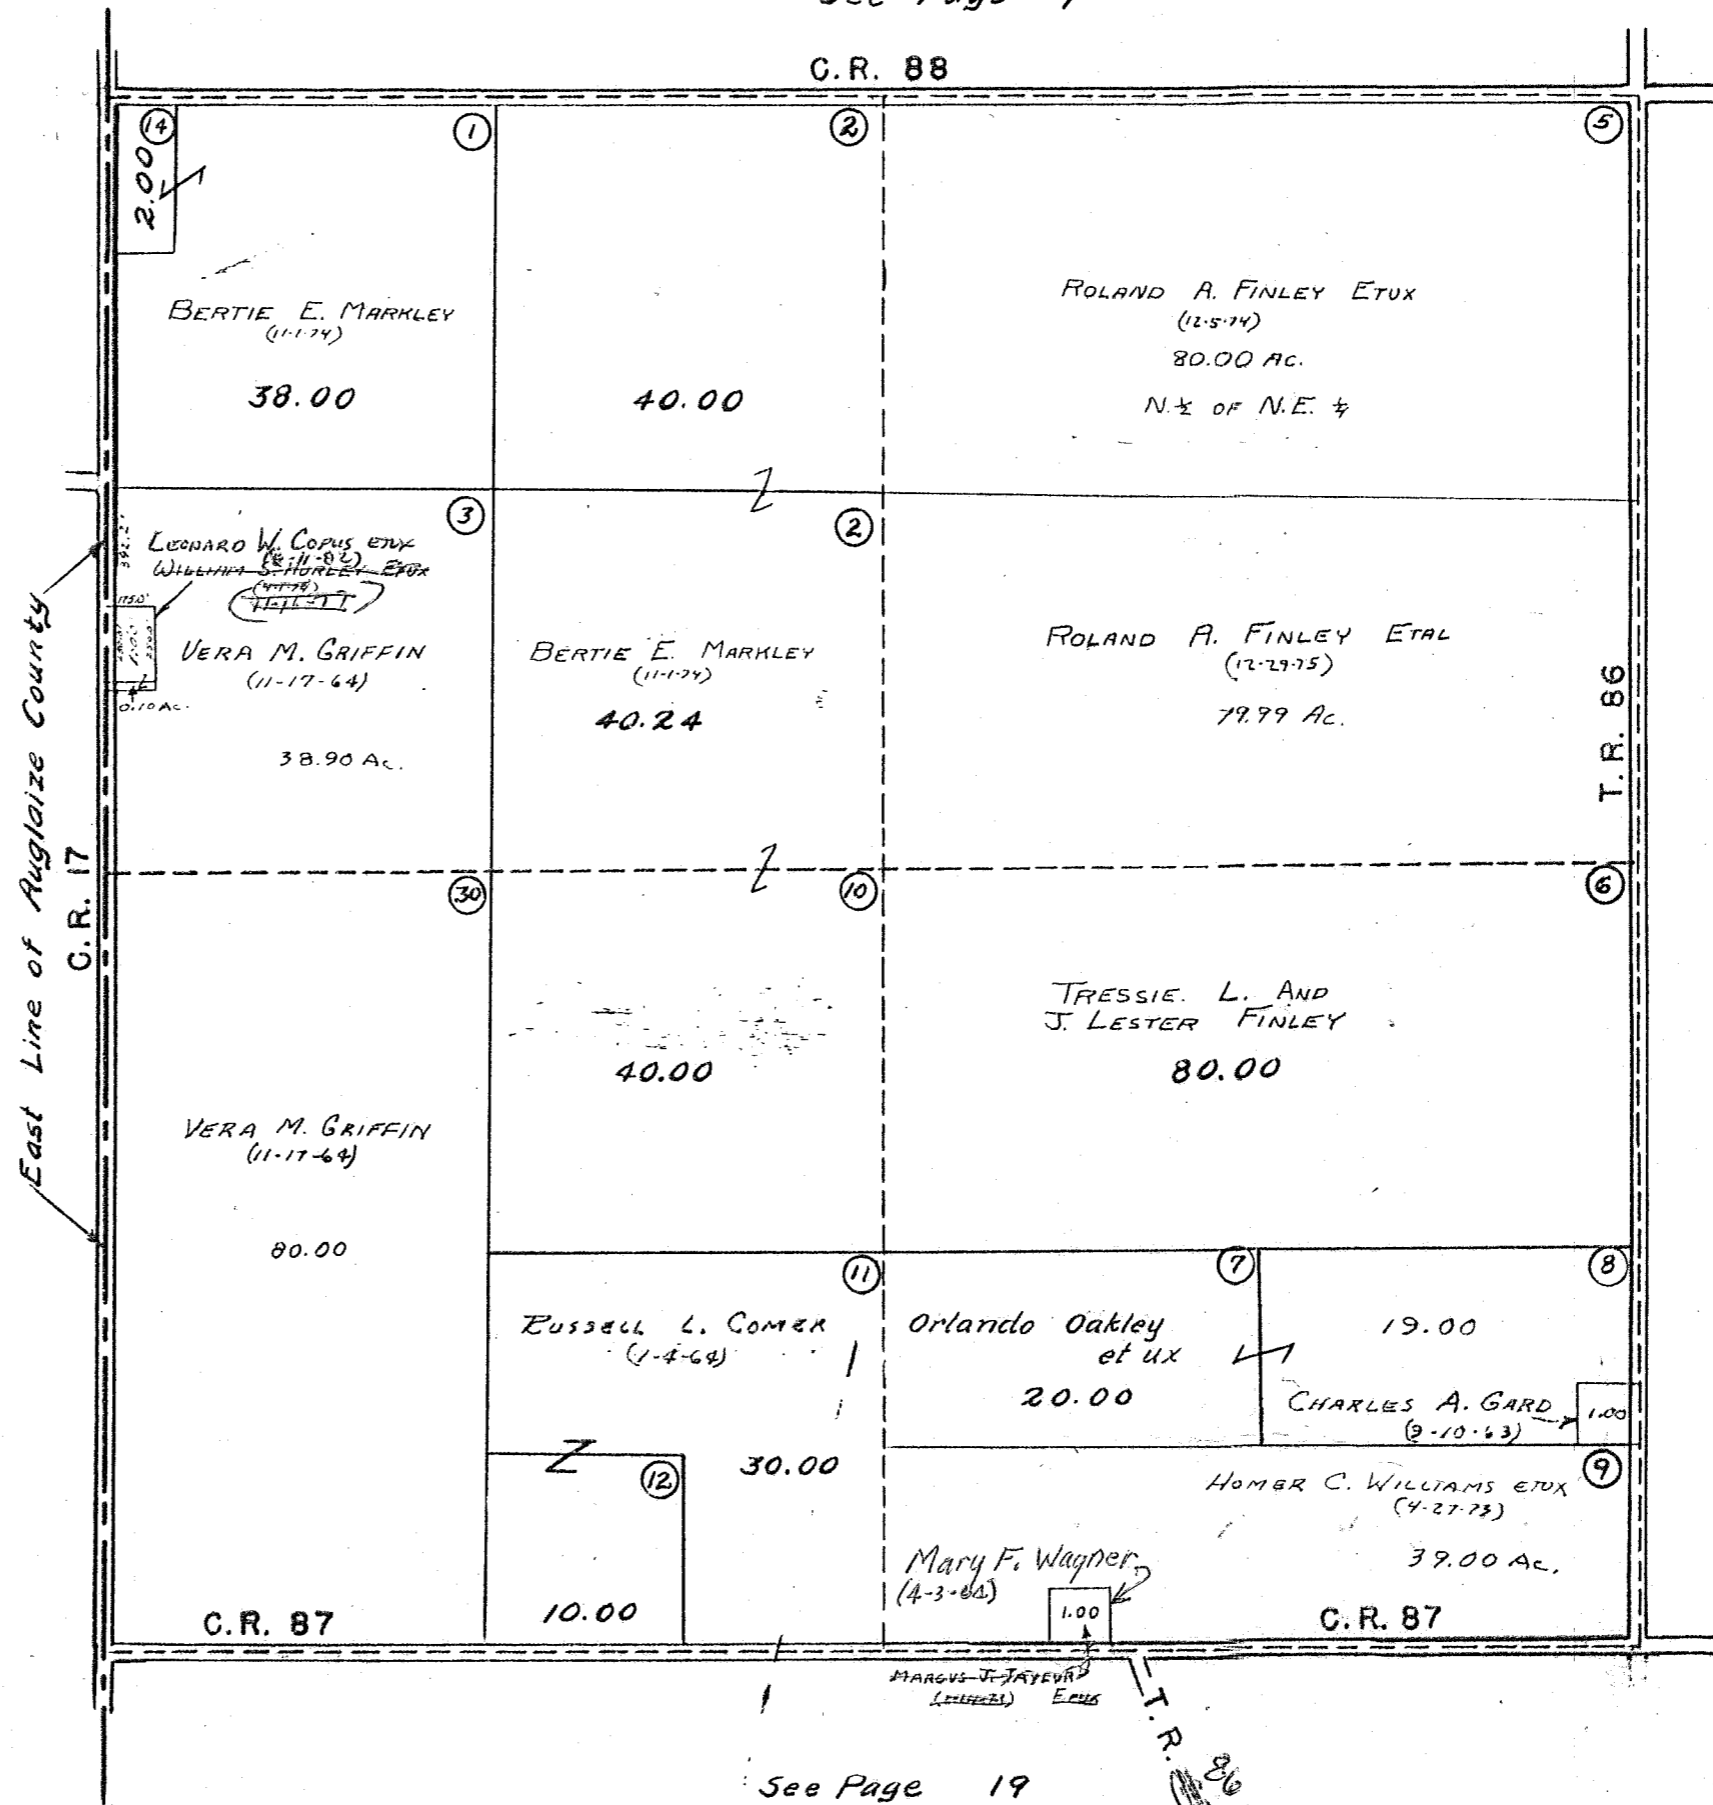 C.R. 88
14
1
2
5
2.00
BERTIE E. MARKLEY
(11-1-74)
38.00
40.00
ROLAND A. FINLEY ETUX
(12-5-74)
80.00 AC.
N.½ OF N.E. ¼
3
2
LEONARD W. COPUS ETUX
WILLIAM S. HURLEY ETUX
175.0'
1.00
0.10 AC.
VERA M. GRIFFIN
(11-17-64)
38.90 AC.
BERTIE E. MARKLEY
(11-1-74)
40.24
ROLAND A. FINLEY ETAL
(12-29-75)
79.99 AC.
T.R. 86
East Line of Auglaize County
C.R. 17
30
10
6
40.00
TRESSIE. L. AND
J. LESTER FINLEY
80.00
VERA M. GRIFFIN
(11-17-64)
80.00
11
7
8
RUSSELL L. COMER
(1-4-64)
30.00
Orlando Oakley
et ux
20.00
19.00
CHARLES A. GARD
1.00
12
10.00
9
HOMER C. WILLIAMS ETUX
(4-27-73)
39.00 AC.
Mary F. Wagner
1.00
C.R. 87
C.R. 87
ETUX
T.R. 86
See Page 19